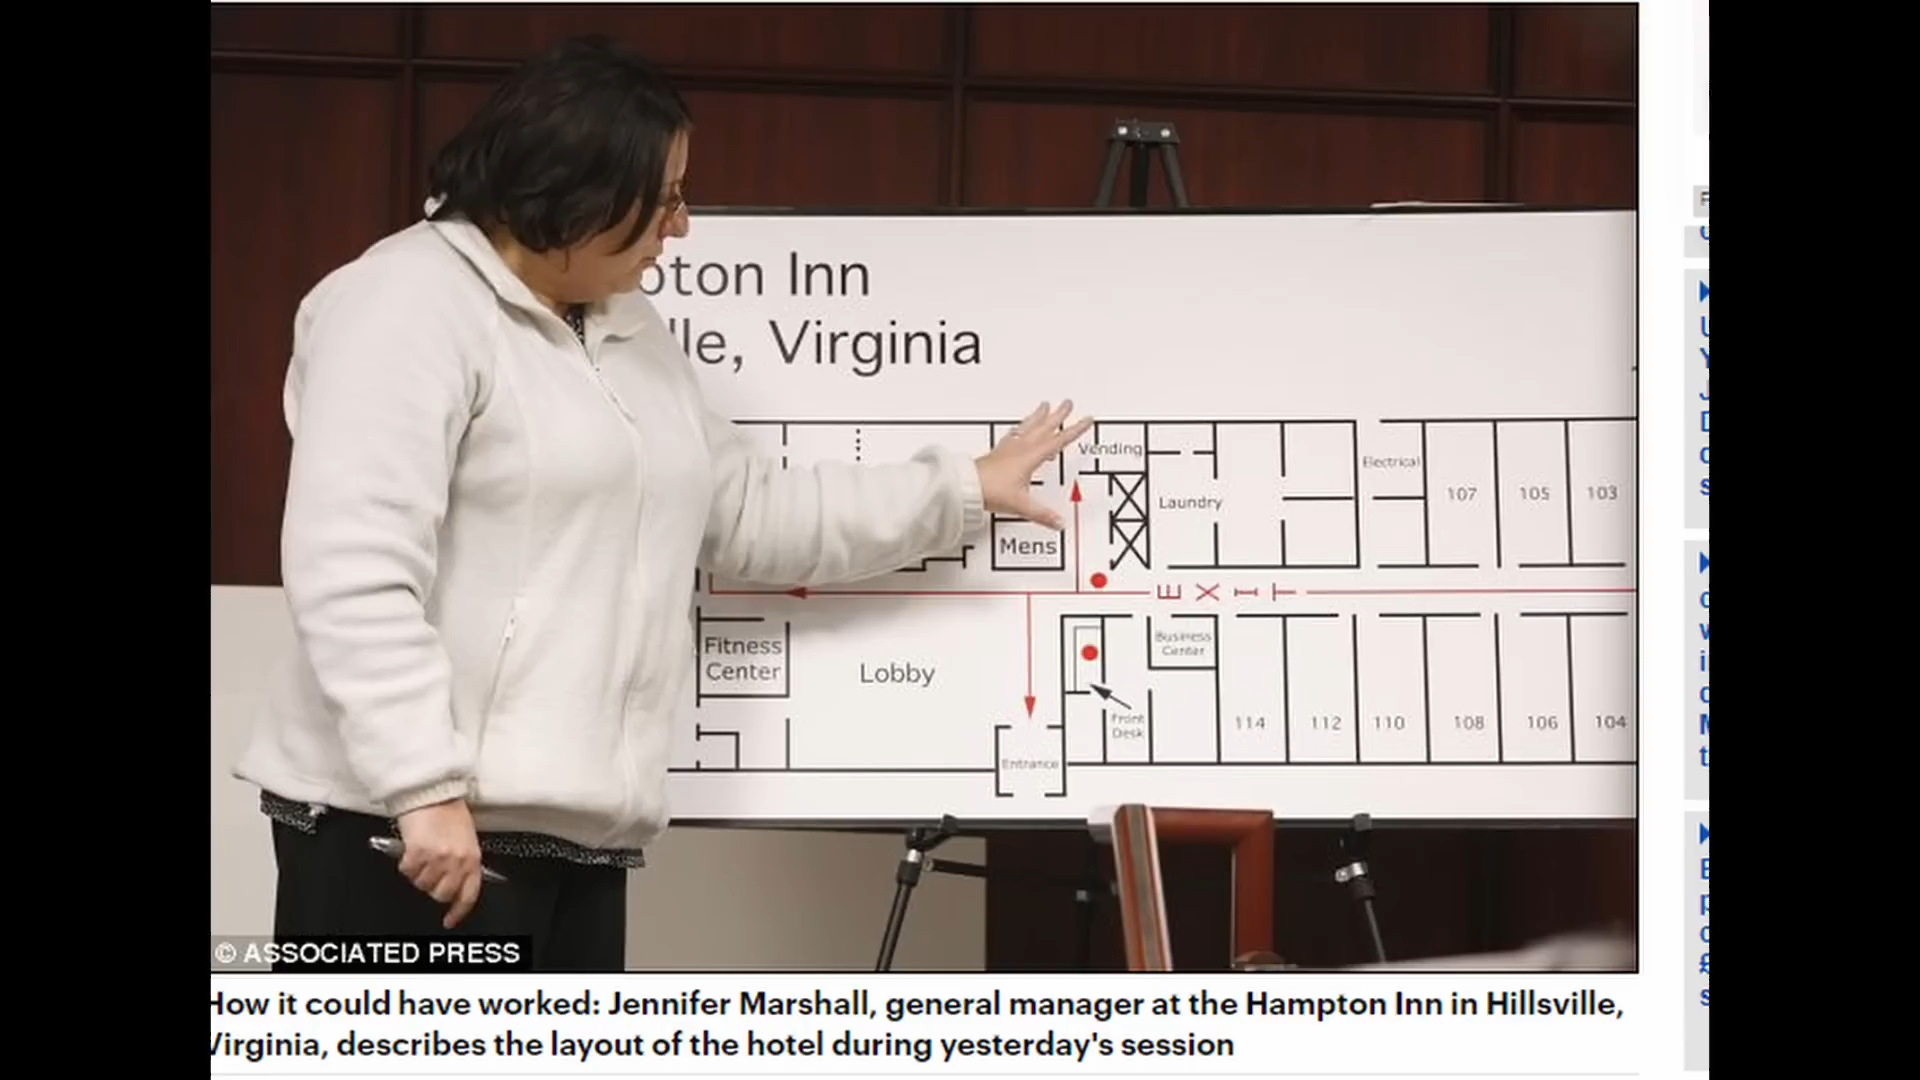 pton Inn
lle, Virginia
Vending
Electrical
107
105
103
Laundry
Mens
EXIT
Fitness
Center
Lobby
Business
Center
Front
Desk
114
112
110
108
106
104
Entrance
© ASSOCIATED PRESS
How it could have worked: Jennifer Marshall, general manager at the Hampton Inn in Hillsville,
Virginia, describes the layout of the hotel during yesterday's session